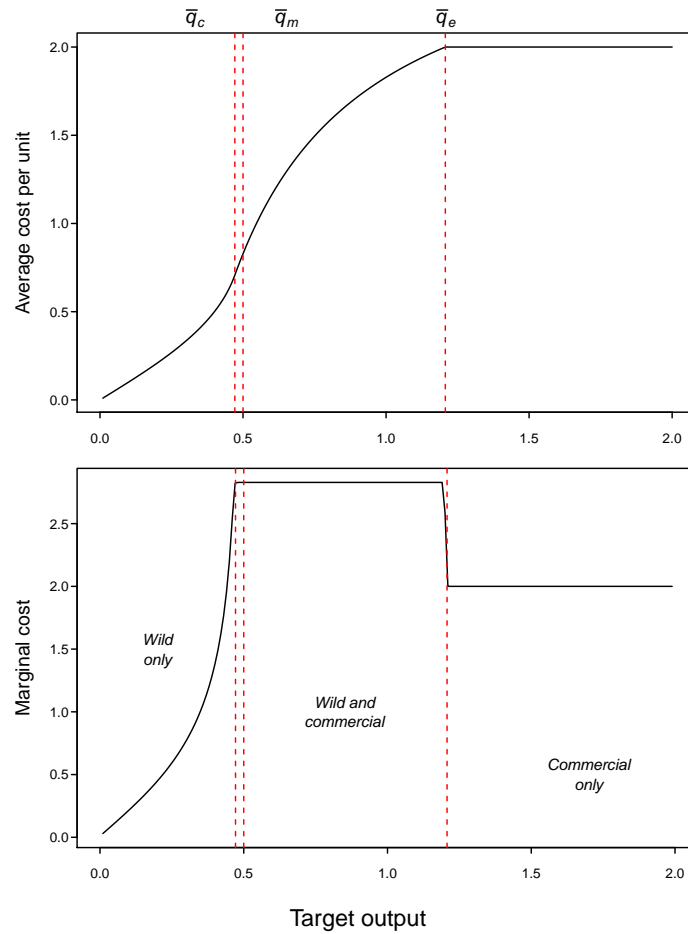 q̅c q̅m q̅e
Average cost per unit
2.0
1.5
1.0
0.5
0.0
0.0 0.5 1.0 1.5 2.0
Marginal cost
2.5
2.0
1.5
1.0
0.5
0.0
Wild
only
Wild and
commercial
Commercial
only
0.0 0.5 1.0 1.5 2.0
Target output